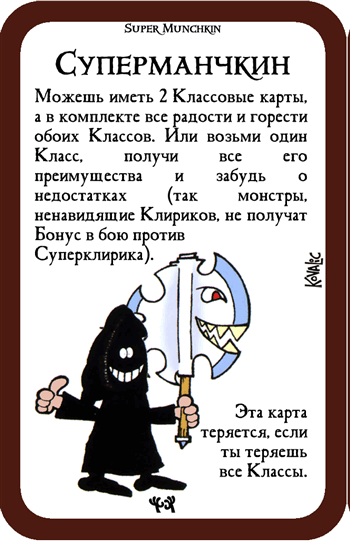 Super Munchkin
Суперманчкин
Можешь иметь 2 Классовые карты,
а в комплекте все радости и горести
обоих Классов. Или возьми один
Класс, получи все его
преимущества и забудь о
недостатках (так монстры,
ненавидящие Клириков, не получат
Бонус в бою против
Суперклирика).
Kovalic
Эта карта
теряется, если
ты теряешь
все Классы.